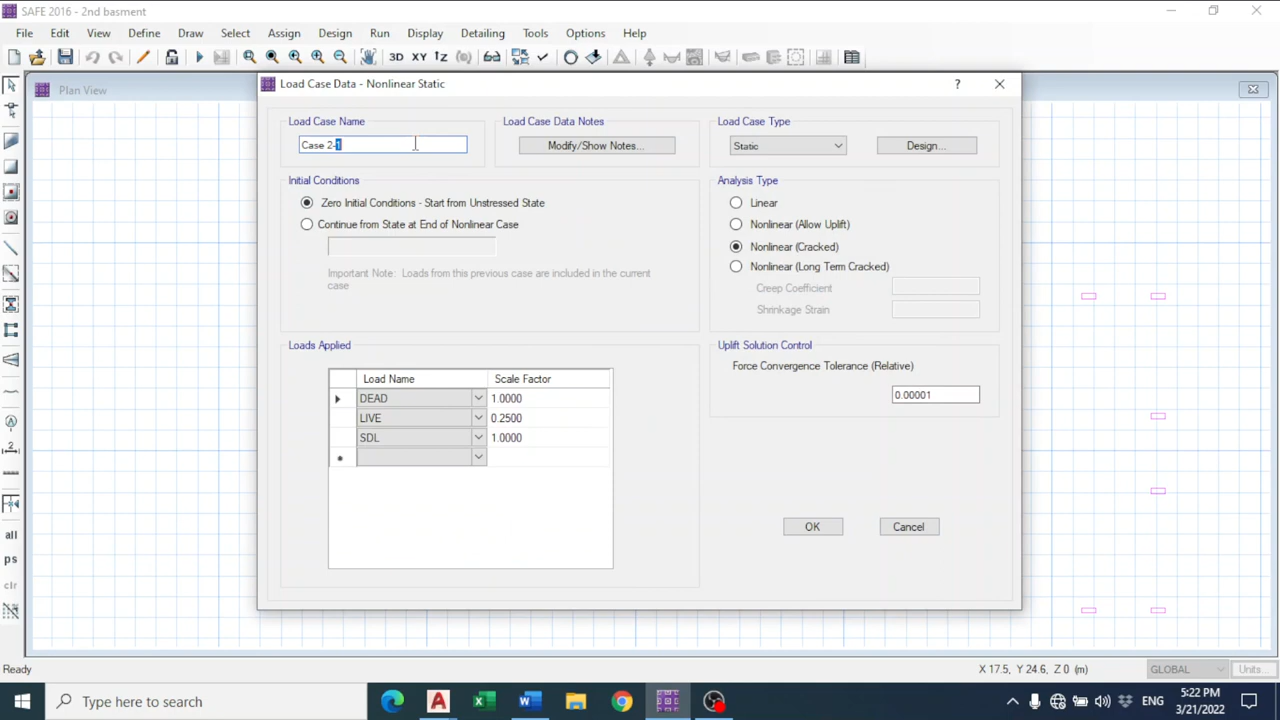 SAFE 2016 - 2nd basment
File Edit View Define Draw Select Assign Design Run Display Detailing Tools Options Help
3D XY
Plan View
Load Case Data - Nonlinear Static
?
Load Case Name
Case 2-1
Load Case Data Notes
Modify/Show Notes...
Load Case Type
Static
Design...
Initial Conditions
Zero Initial Conditions - Start from Unstressed State
Continue from State at End of Nonlinear Case
Important Note: Loads from this previous case are included in the current
case
Analysis Type
Linear
Nonlinear (Allow Uplift)
Nonlinear (Cracked)
Nonlinear (Long Term Cracked)
Creep Coefficient
Shrinkage Strain
Loads Applied
Load Name Scale Factor
DEAD 1.0000
LIVE 0.2500
SDL 1.0000
Uplift Solution Control
Force Convergence Tolerance (Relative)
0.00001
OK Cancel
all
ps
clr
Ready
X 17.5, Y 24.6, Z 0 (m)
GLOBAL
Units...
Type here to search
ENG
5:22 PM
3/21/2022